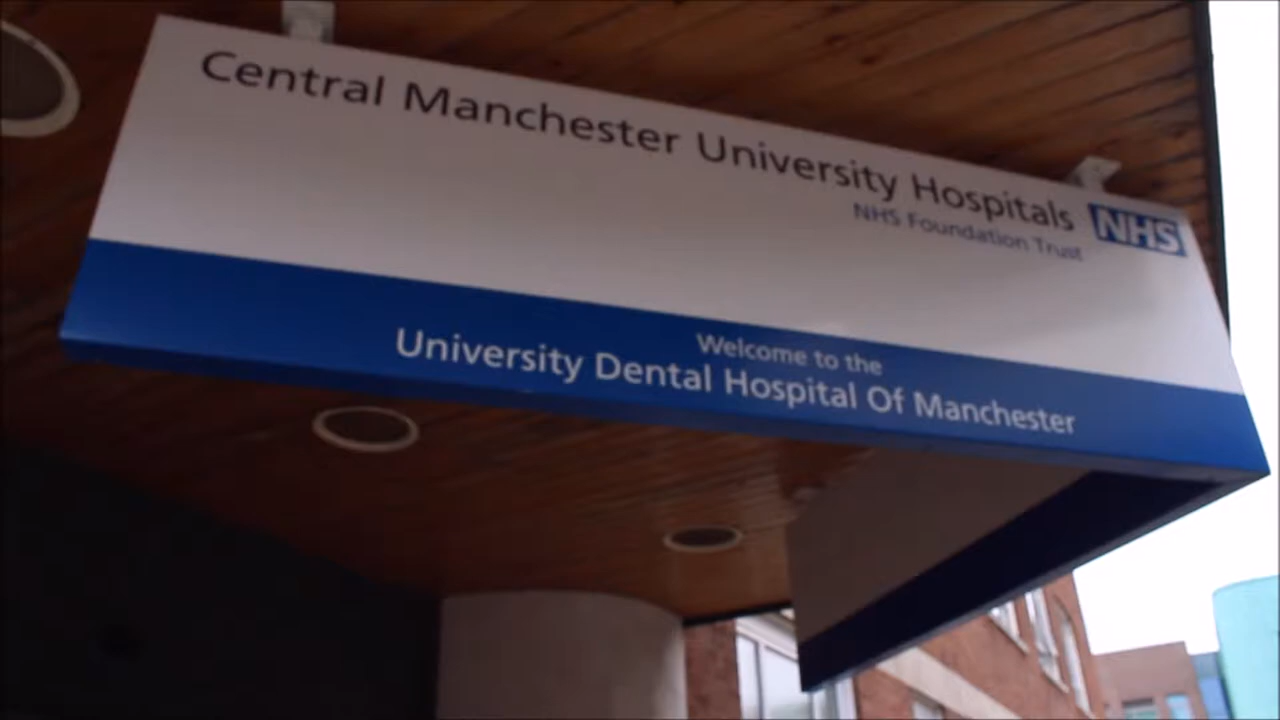 Central Manchester University Hospitals NHS
NHS Foundation Trust
Welcome to the
University Dental Hospital Of Manchester